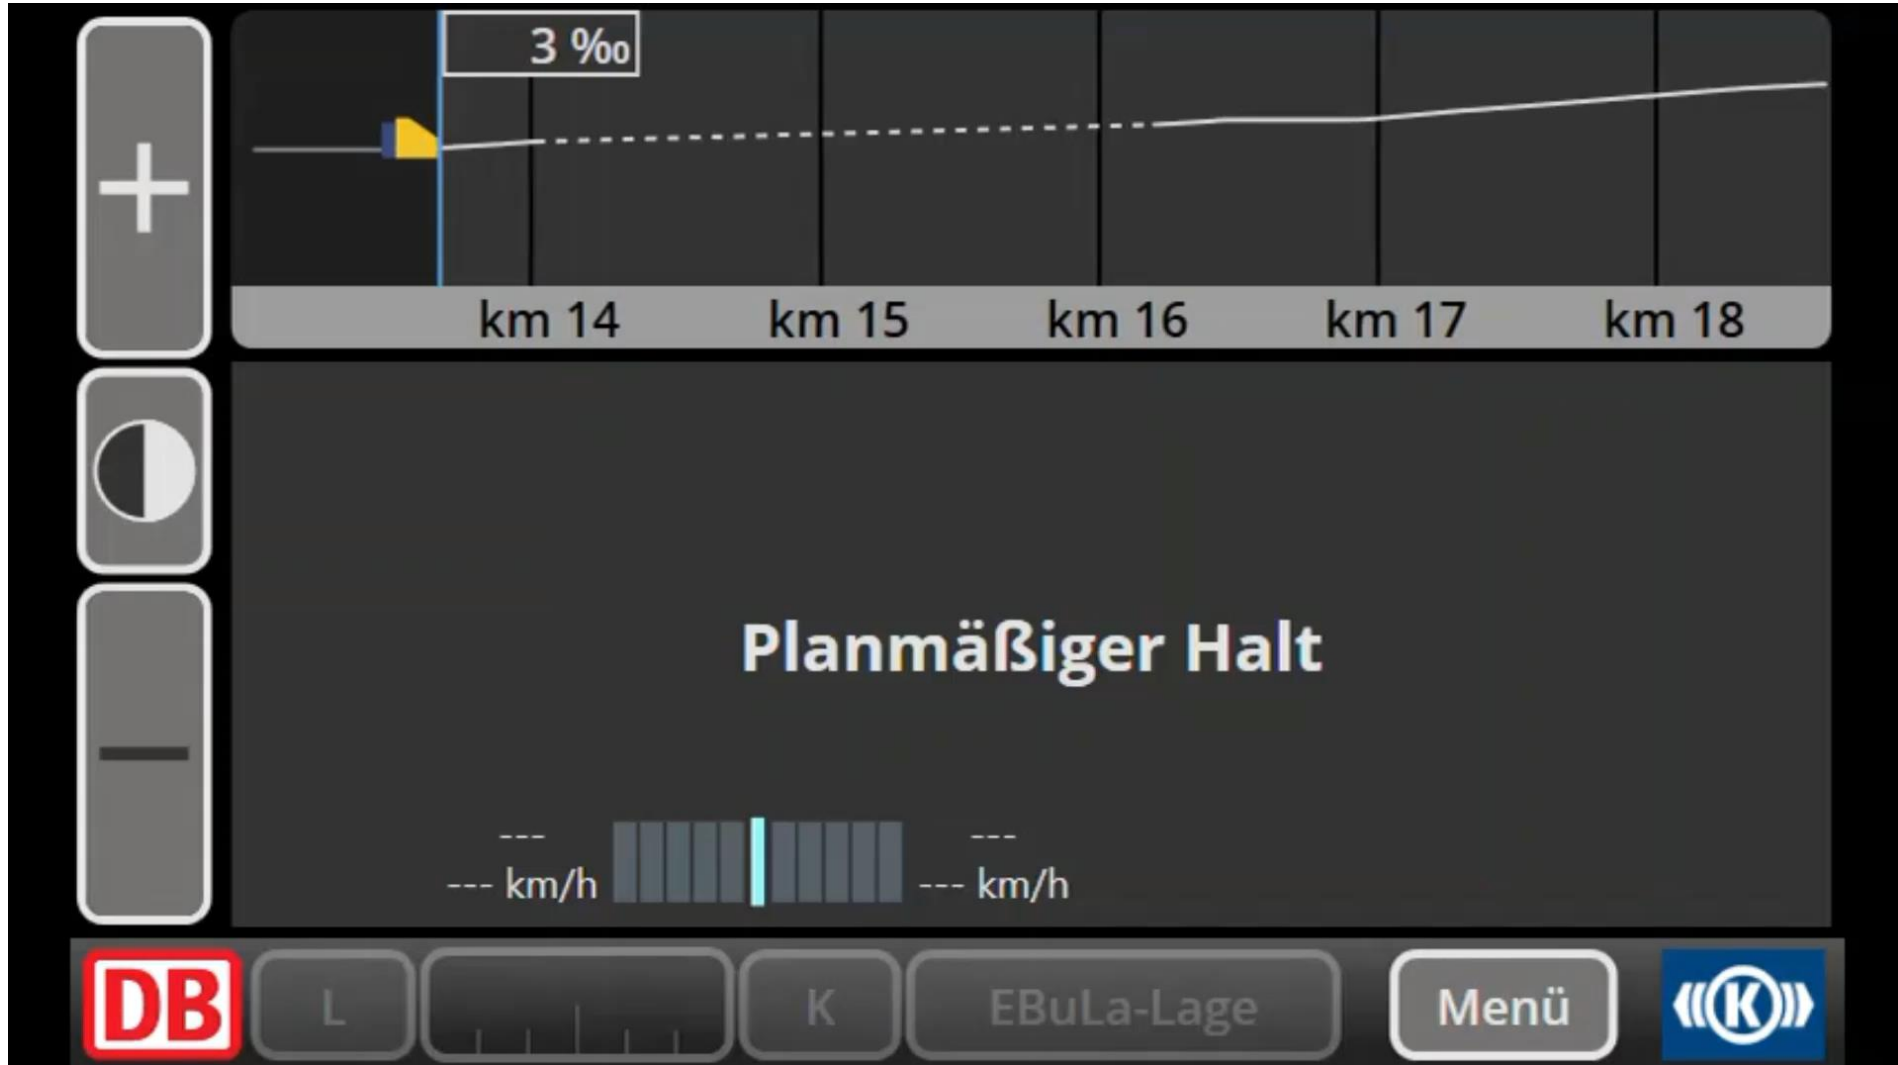 3 ‰
km 14 km 15 km 16 km 17 km 18
Planmäßiger Halt
--- ---
--- km/h --- km/h
DB L K EBuLa-Lage Menü K